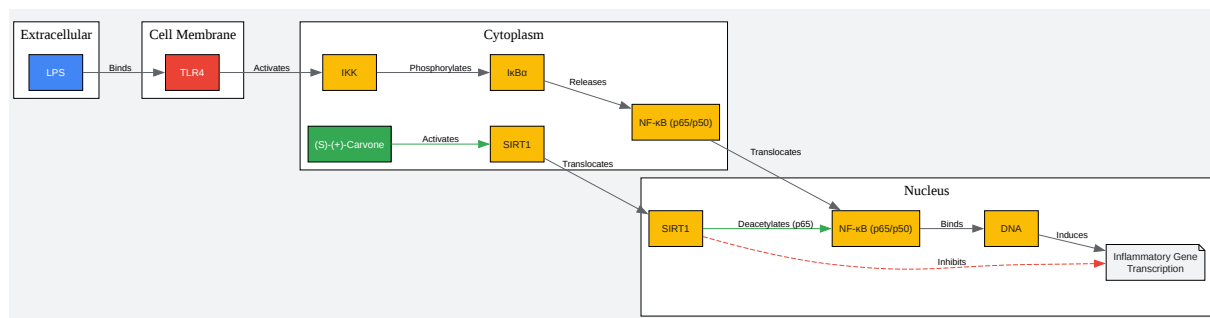 Extracellular
Cell Membrane
Cytoplasm
LPS
Binds
TLR4
Activates
IKK
Phosphorylates
IκBα
Releases
NF-κB (p65/p50)
(S)-(+)-Carvone
Activates
SIRT1
Translocates
Translocates
Nucleus
SIRT1
Deacetylates (p65)
NF-κB (p65/p50)
Binds
DNA
Induces
Inhibits
Inflammatory Gene
Transcription